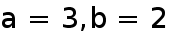 a = 3,b = 2